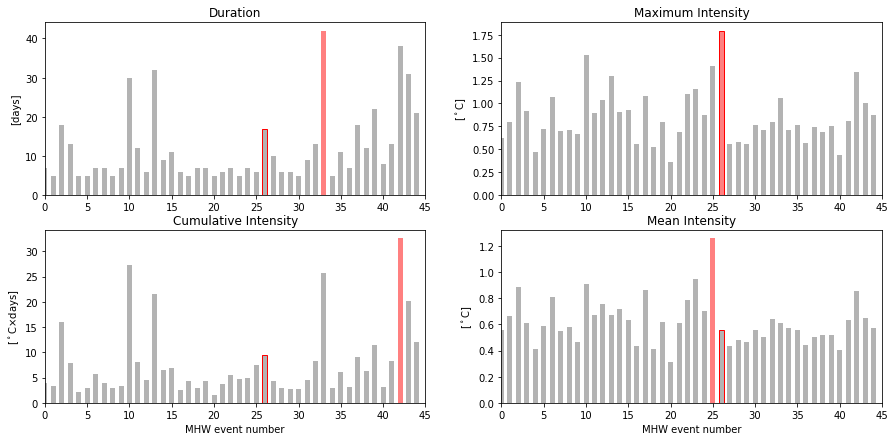 Duration
Maximum Intensity
[days]
40
30
20
10
0
0 5 10 15 20 25 30 35 40 45
[°C]
1.75
1.50
1.25
1.00
0.75
0.50
0.25
0.00
0 5 10 15 20 25 30 35 40 45
Cumulative Intensity
Mean Intensity
[°C×days]
30
25
20
15
10
5
0
0 5 10 15 20 25 30 35 40 45
MHW event number
[°C]
1.2
1.0
0.8
0.6
0.4
0.2
0.0
0 5 10 15 20 25 30 35 40 45
MHW event number